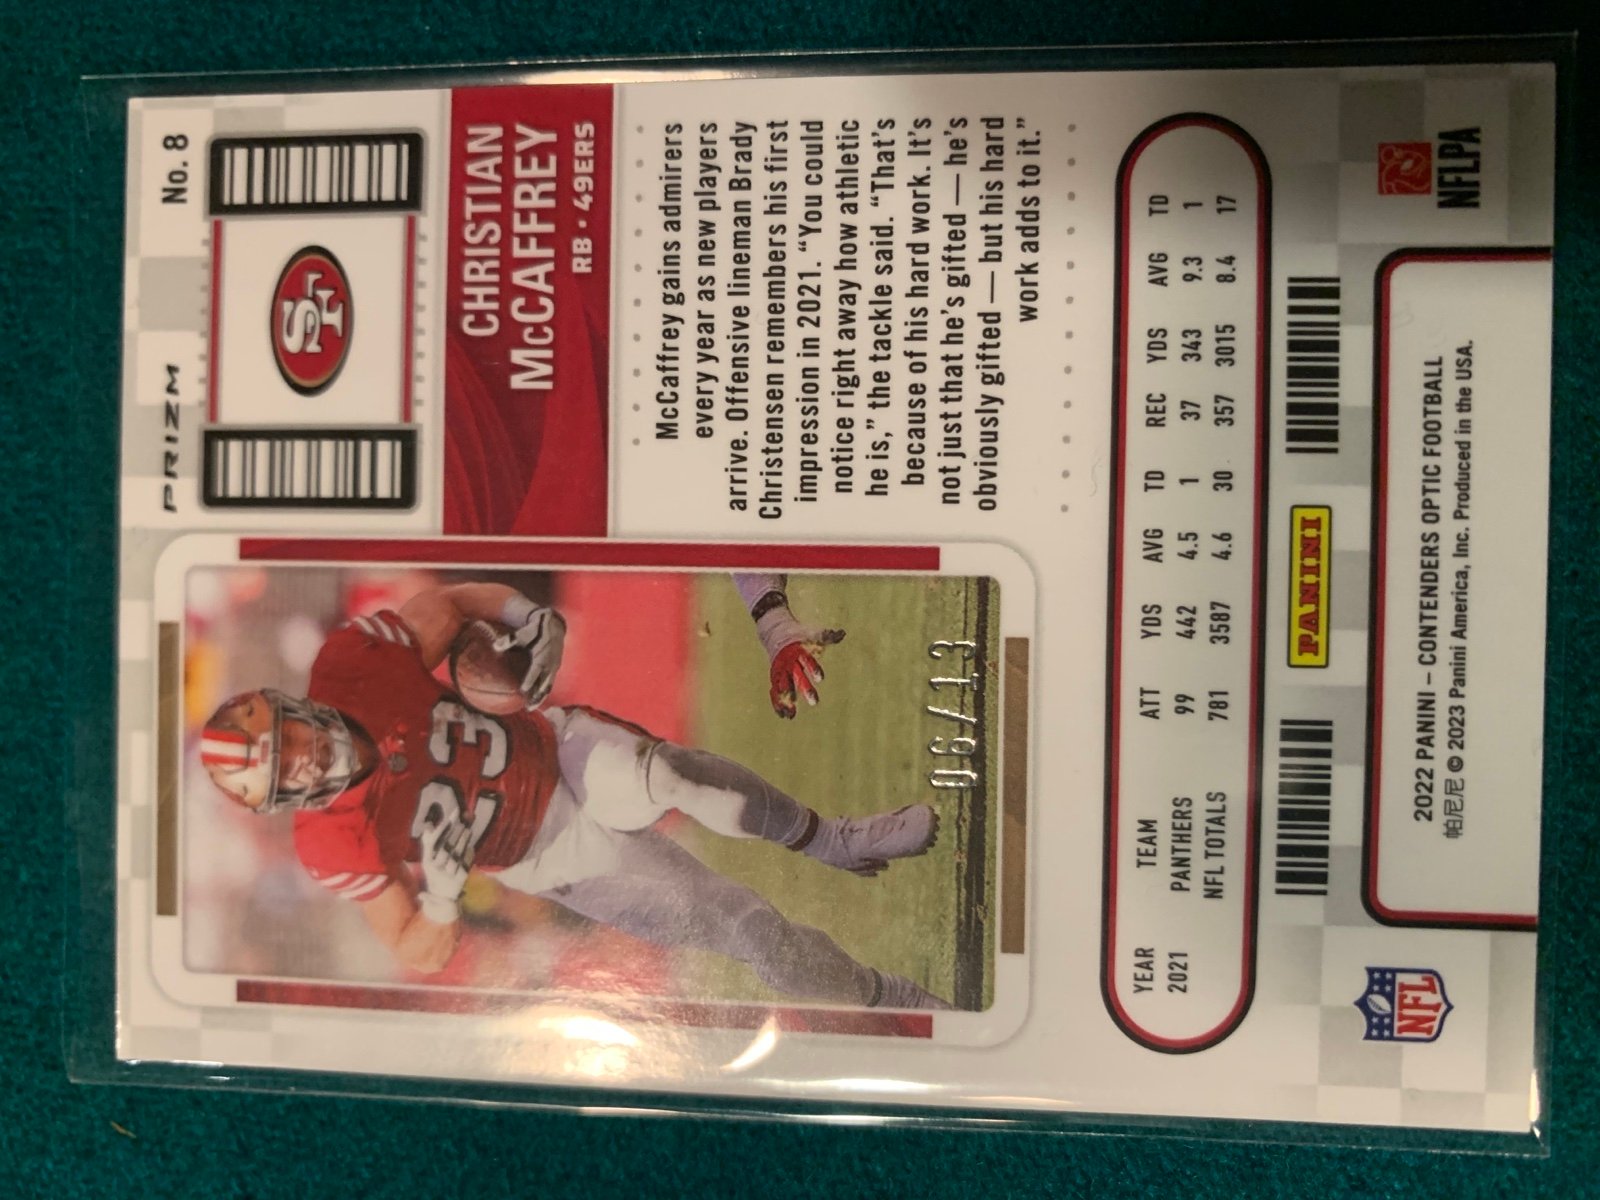 PRIZM
No. 8
SF
CHRISTIAN
McCAFFREY
RB • 49ERS
23
06/13
McCaffrey gains admirers
every year as new players
arrive. Offensive lineman Brady
Christensen remembers his first
impression in 2021. “You could
notice right away how athletic
he is,” the tackle said. “That’s
because of his hard work. It’s
not just that he’s gifted — he’s
obviously gifted — but his hard
work adds to it.”
YEAR TEAM ATT YDS AVG TD REC YDS AVG TD
2021 PANTHERS 99 442 4.5 1 37 343 9.3 1
NFL TOTALS 781 3587 4.6 30 357 3015 8.4 17
PANINI
NFL
2022 PANINI – CONTENDERS OPTIC FOOTBALL
帕尼尼 © 2023 Panini America, Inc. Produced in the USA.
NFLPA